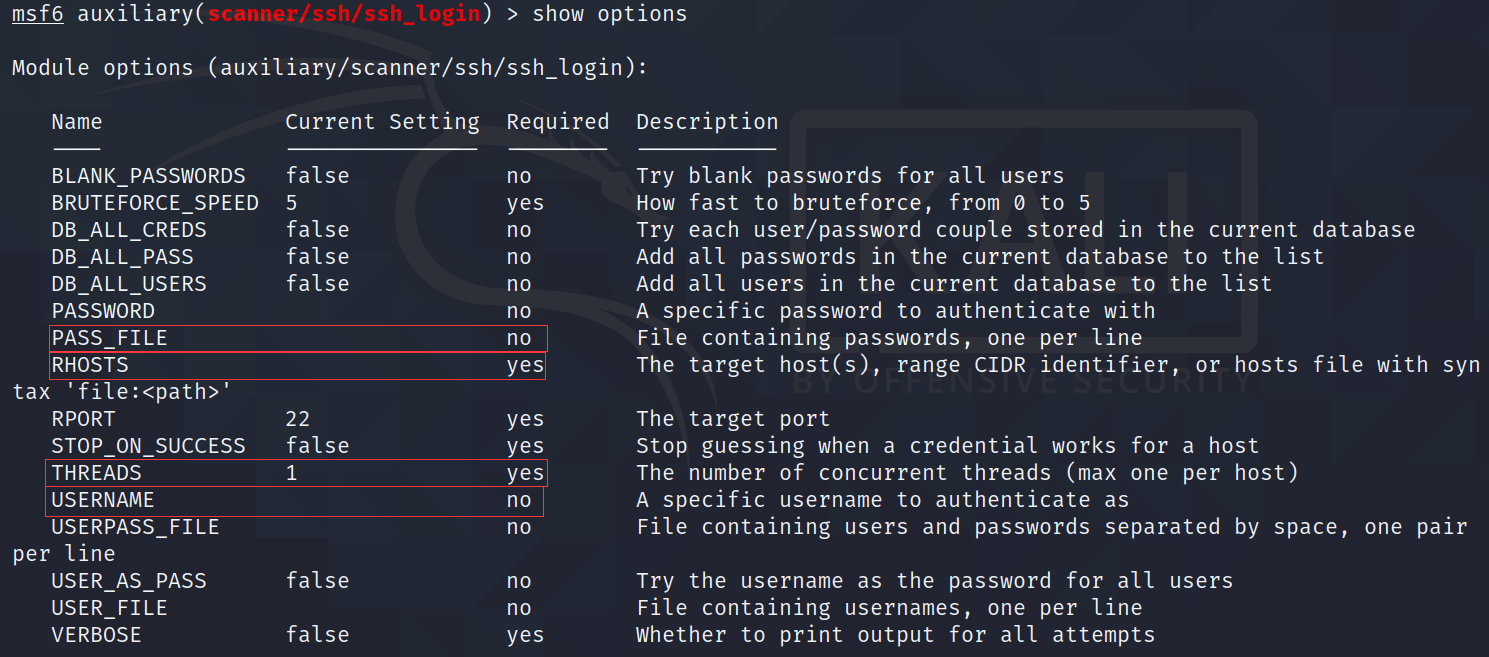 msf6 auxiliary(scanner/ssh/ssh_login) > show options
Module options (auxiliary/scanner/ssh/ssh_login):
Name Current Setting Required Description
BLANK_PASSWORDS false no Try blank passwords for all users
BRUTEFORCE_SPEED 5 yes How fast to bruteforce, from 0 to 5
DB_ALL_CREDS false no Try each user/password couple stored in the current database
DB_ALL_PASS false no Add all passwords in the current database to the list
DB_ALL_USERS false no Add all users in the current database to the list
PASSWORD no A specific password to authenticate with
PASS_FILE no File containing passwords, one per line
RHOSTS yes The target host(s), range CIDR identifier, or hosts file with syn
tax 'file:<path>'
RPORT 22 yes The target port
STOP_ON_SUCCESS false yes Stop guessing when a credential works for a host
THREADS 1 yes The number of concurrent threads (max one per host)
USERNAME no A specific username to authenticate as
USERPASS_FILE no File containing users and passwords separated by space, one pair
per line
USER_AS_PASS false no Try the username as the password for all users
USER_FILE no File containing usernames, one per line
VERBOSE false yes Whether to print output for all attempts
KALI
BY OFFENSIVE SECURITY